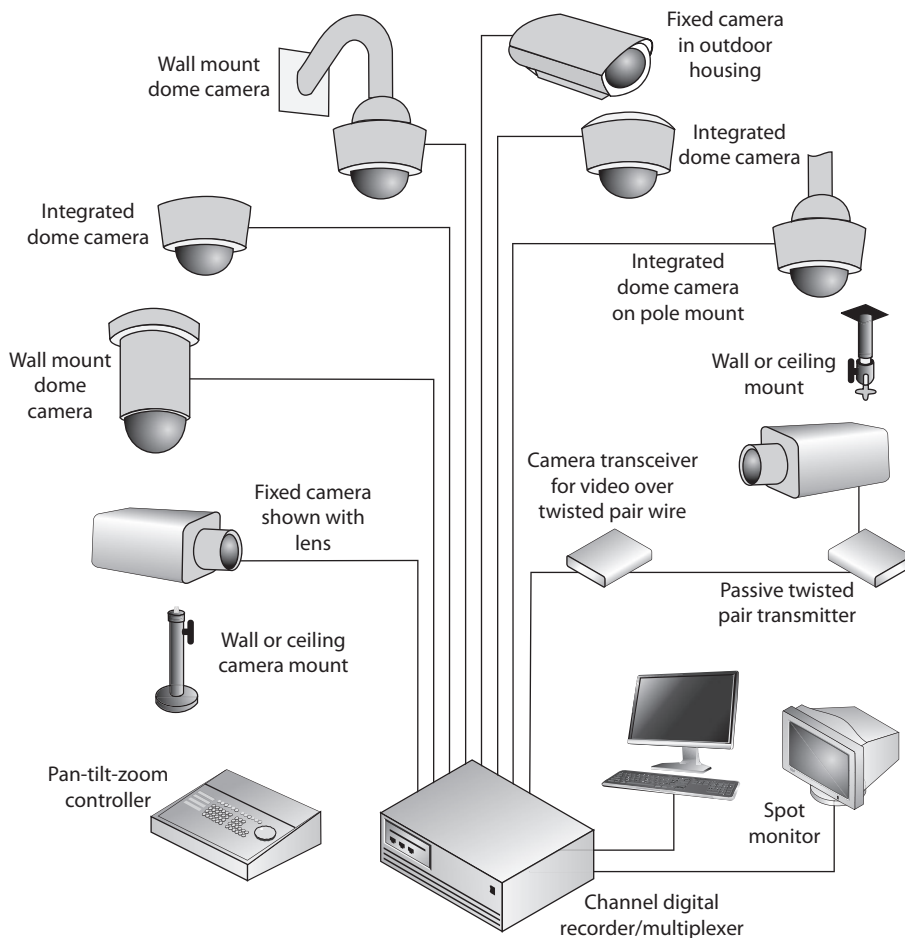 Fixed camera
in outdoor
housing
Wall mount
dome camera
Integrated
dome camera
Integrated
dome camera
Integrated
dome camera
on pole mount
Wall mount
dome
camera
Wall or ceiling
mount
Camera transceiver
for video over
twisted pair wire
Fixed camera
shown with
lens
Passive twisted
pair transmitter
Wall or ceiling
camera mount
Pan-tilt-zoom
controller
Spot
monitor
Channel digital
recorder/multiplexer